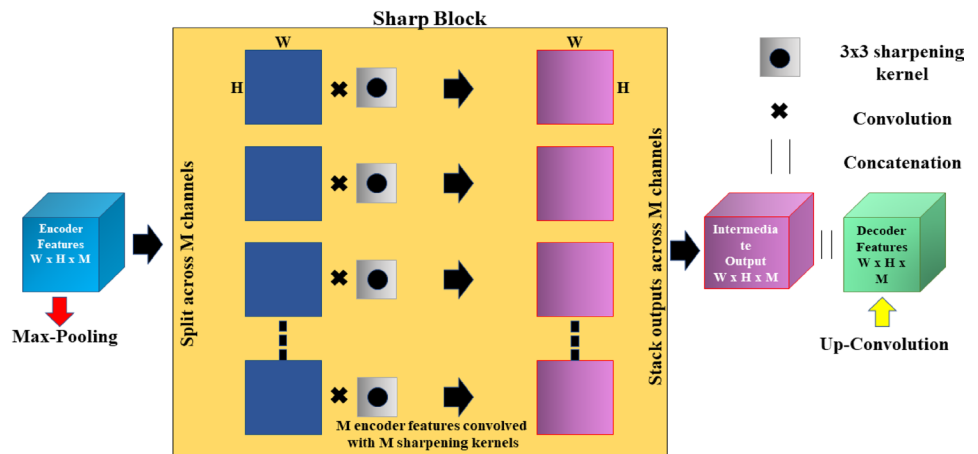 Sharp Block
W
H
W
H
3x3 sharpening
kernel
Convolution
Concatenation
Split across M channels
Stack outputs across M channels
Encoder
Features
W x H x M
Max-Pooling
Intermedia
te
Output
W x H x M
Decoder
Features
W x H x
M
Up-Convolution
M encoder features convolved
with M sharpening kernels